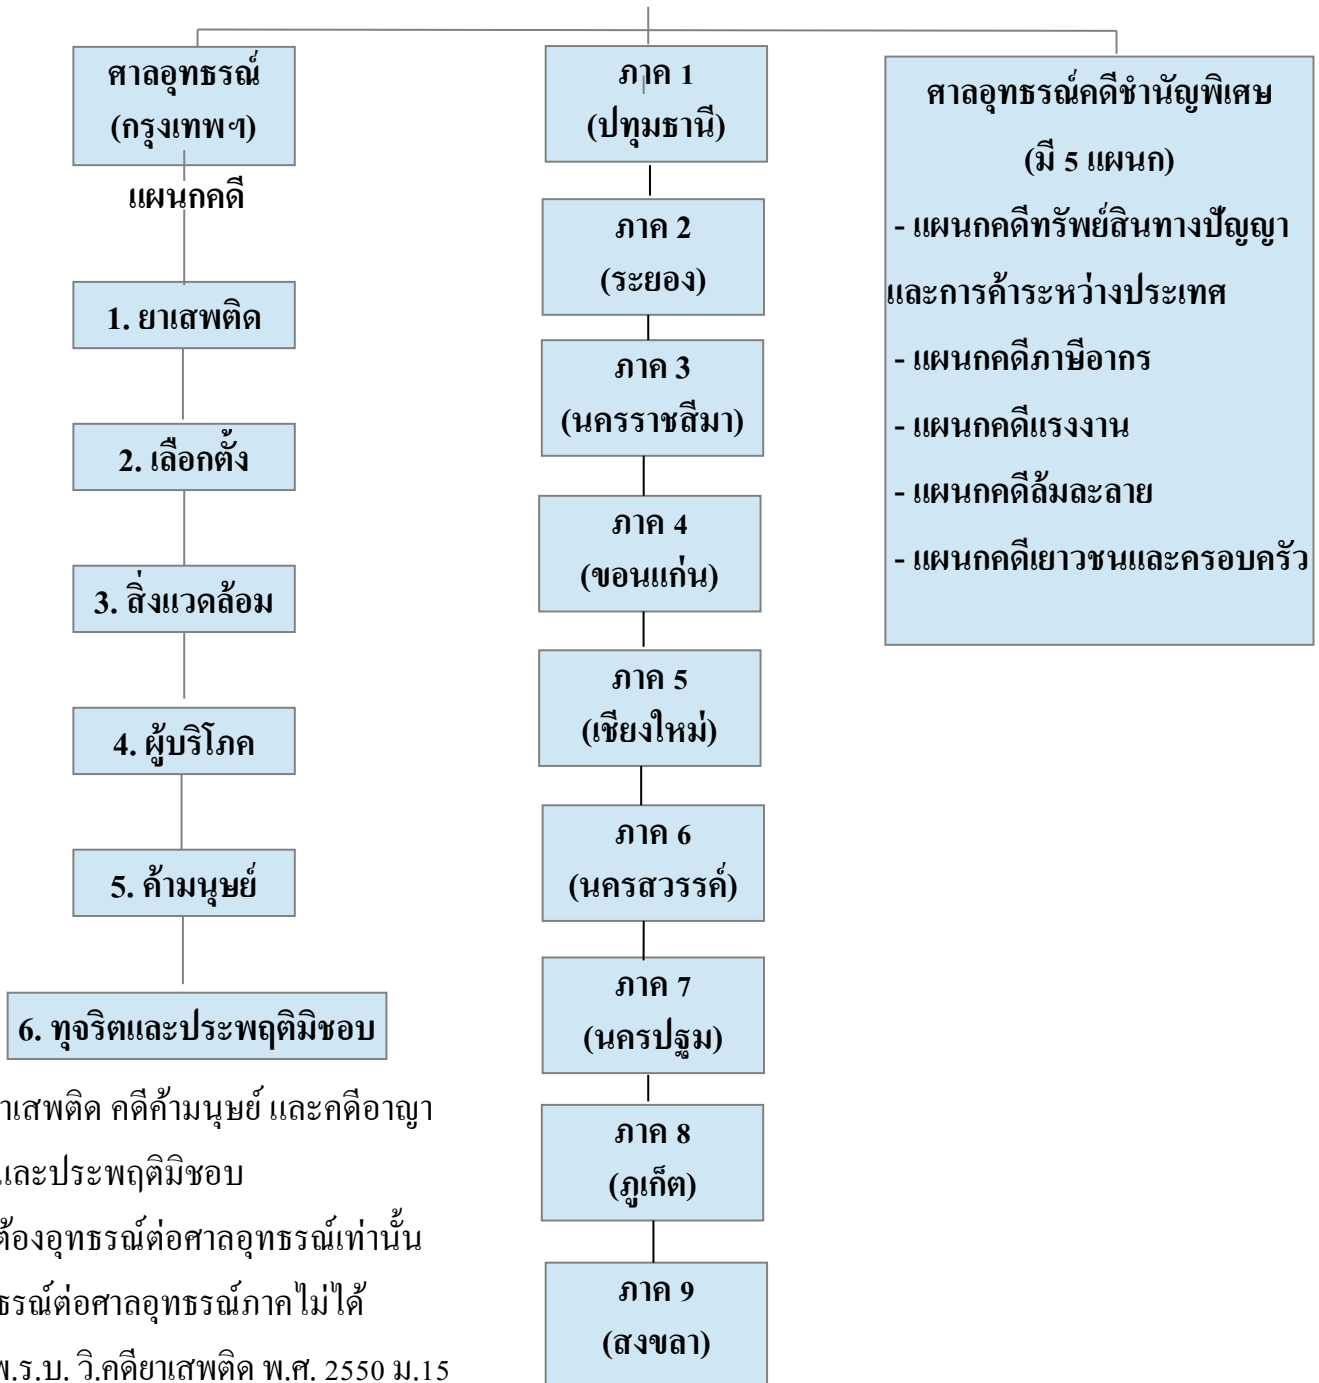 ศาลอุทธรณ์
(กรุงเทพฯ)
แผนกคดี
1. ยาเสพติด
2. เลือกตั้ง
3. สิ่งแวดล้อม
4. ผู้บริโภค
5. ค้ามนุษย์
6. ทุจริตและประพฤติมิชอบ
าเสพติด คดีค้ามนุษย์ และคดีอาญา
และประพฤติมิชอบ
ต้องอุทธรณ์ต่อศาลอุทธรณ์เท่านั้น
ธรณ์ต่อศาลอุทธรณ์ภาคไม่ได้
พ.ร.บ. วิ.คดียาเสพติด พ.ศ. 2550 ม.15
ภาค 1
(ปทุมธานี)
ภาค 2
(ระยอง)
ภาค 3
(นครราชสีมา)
ภาค 4
(ขอนแก่น)
ภาค 5
(เชียงใหม่)
ภาค 6
(นครสวรรค์)
ภาค 7
(นครปฐม)
ภาค 8
(ภูเก็ต)
ภาค 9
(สงขลา)
ศาลอุทธรณ์คดีชำนัญพิเศษ
(มี 5 แผนก)
- แผนกคดีทรัพย์สินทางปัญญา
และการค้าระหว่างประเทศ
- แผนกคดีภาษีอากร
- แผนกคดีแรงงาน
- แผนกคดีล้มละลาย
- แผนกคดีเยาวชนและครอบครัว